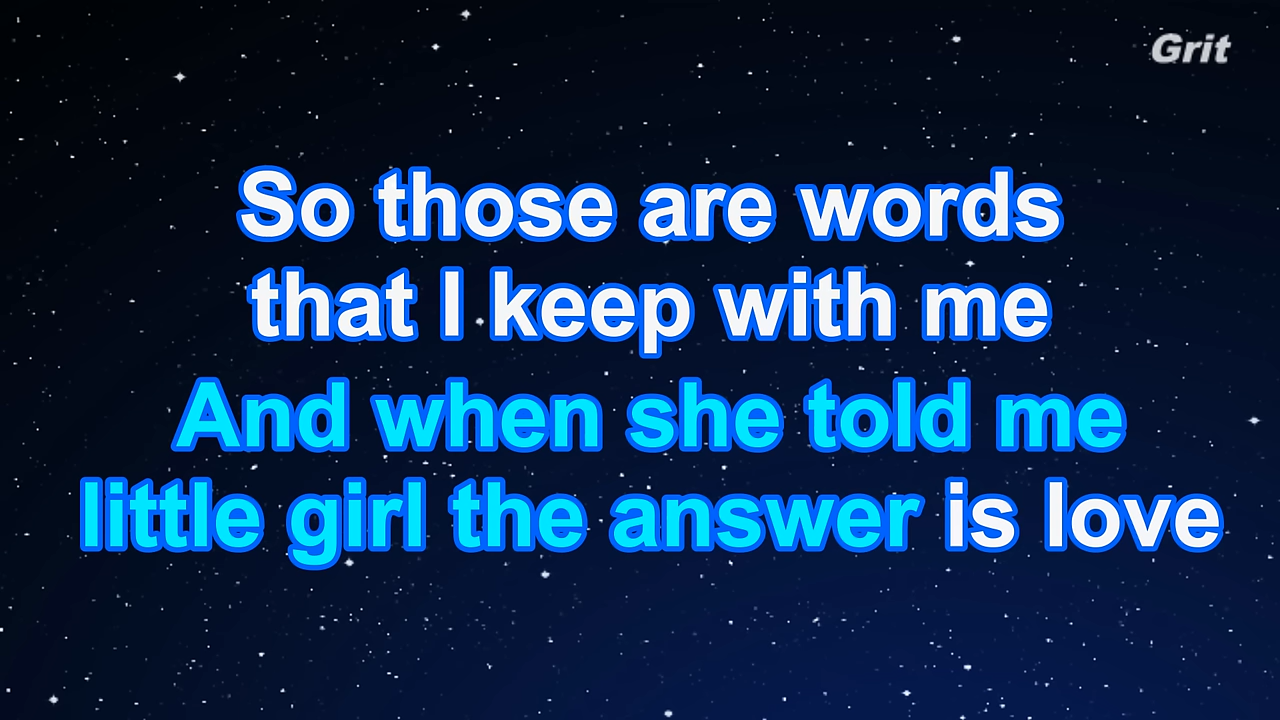 Grit
So those are words
that I keep with me
And when she told me
little girl the answer is love